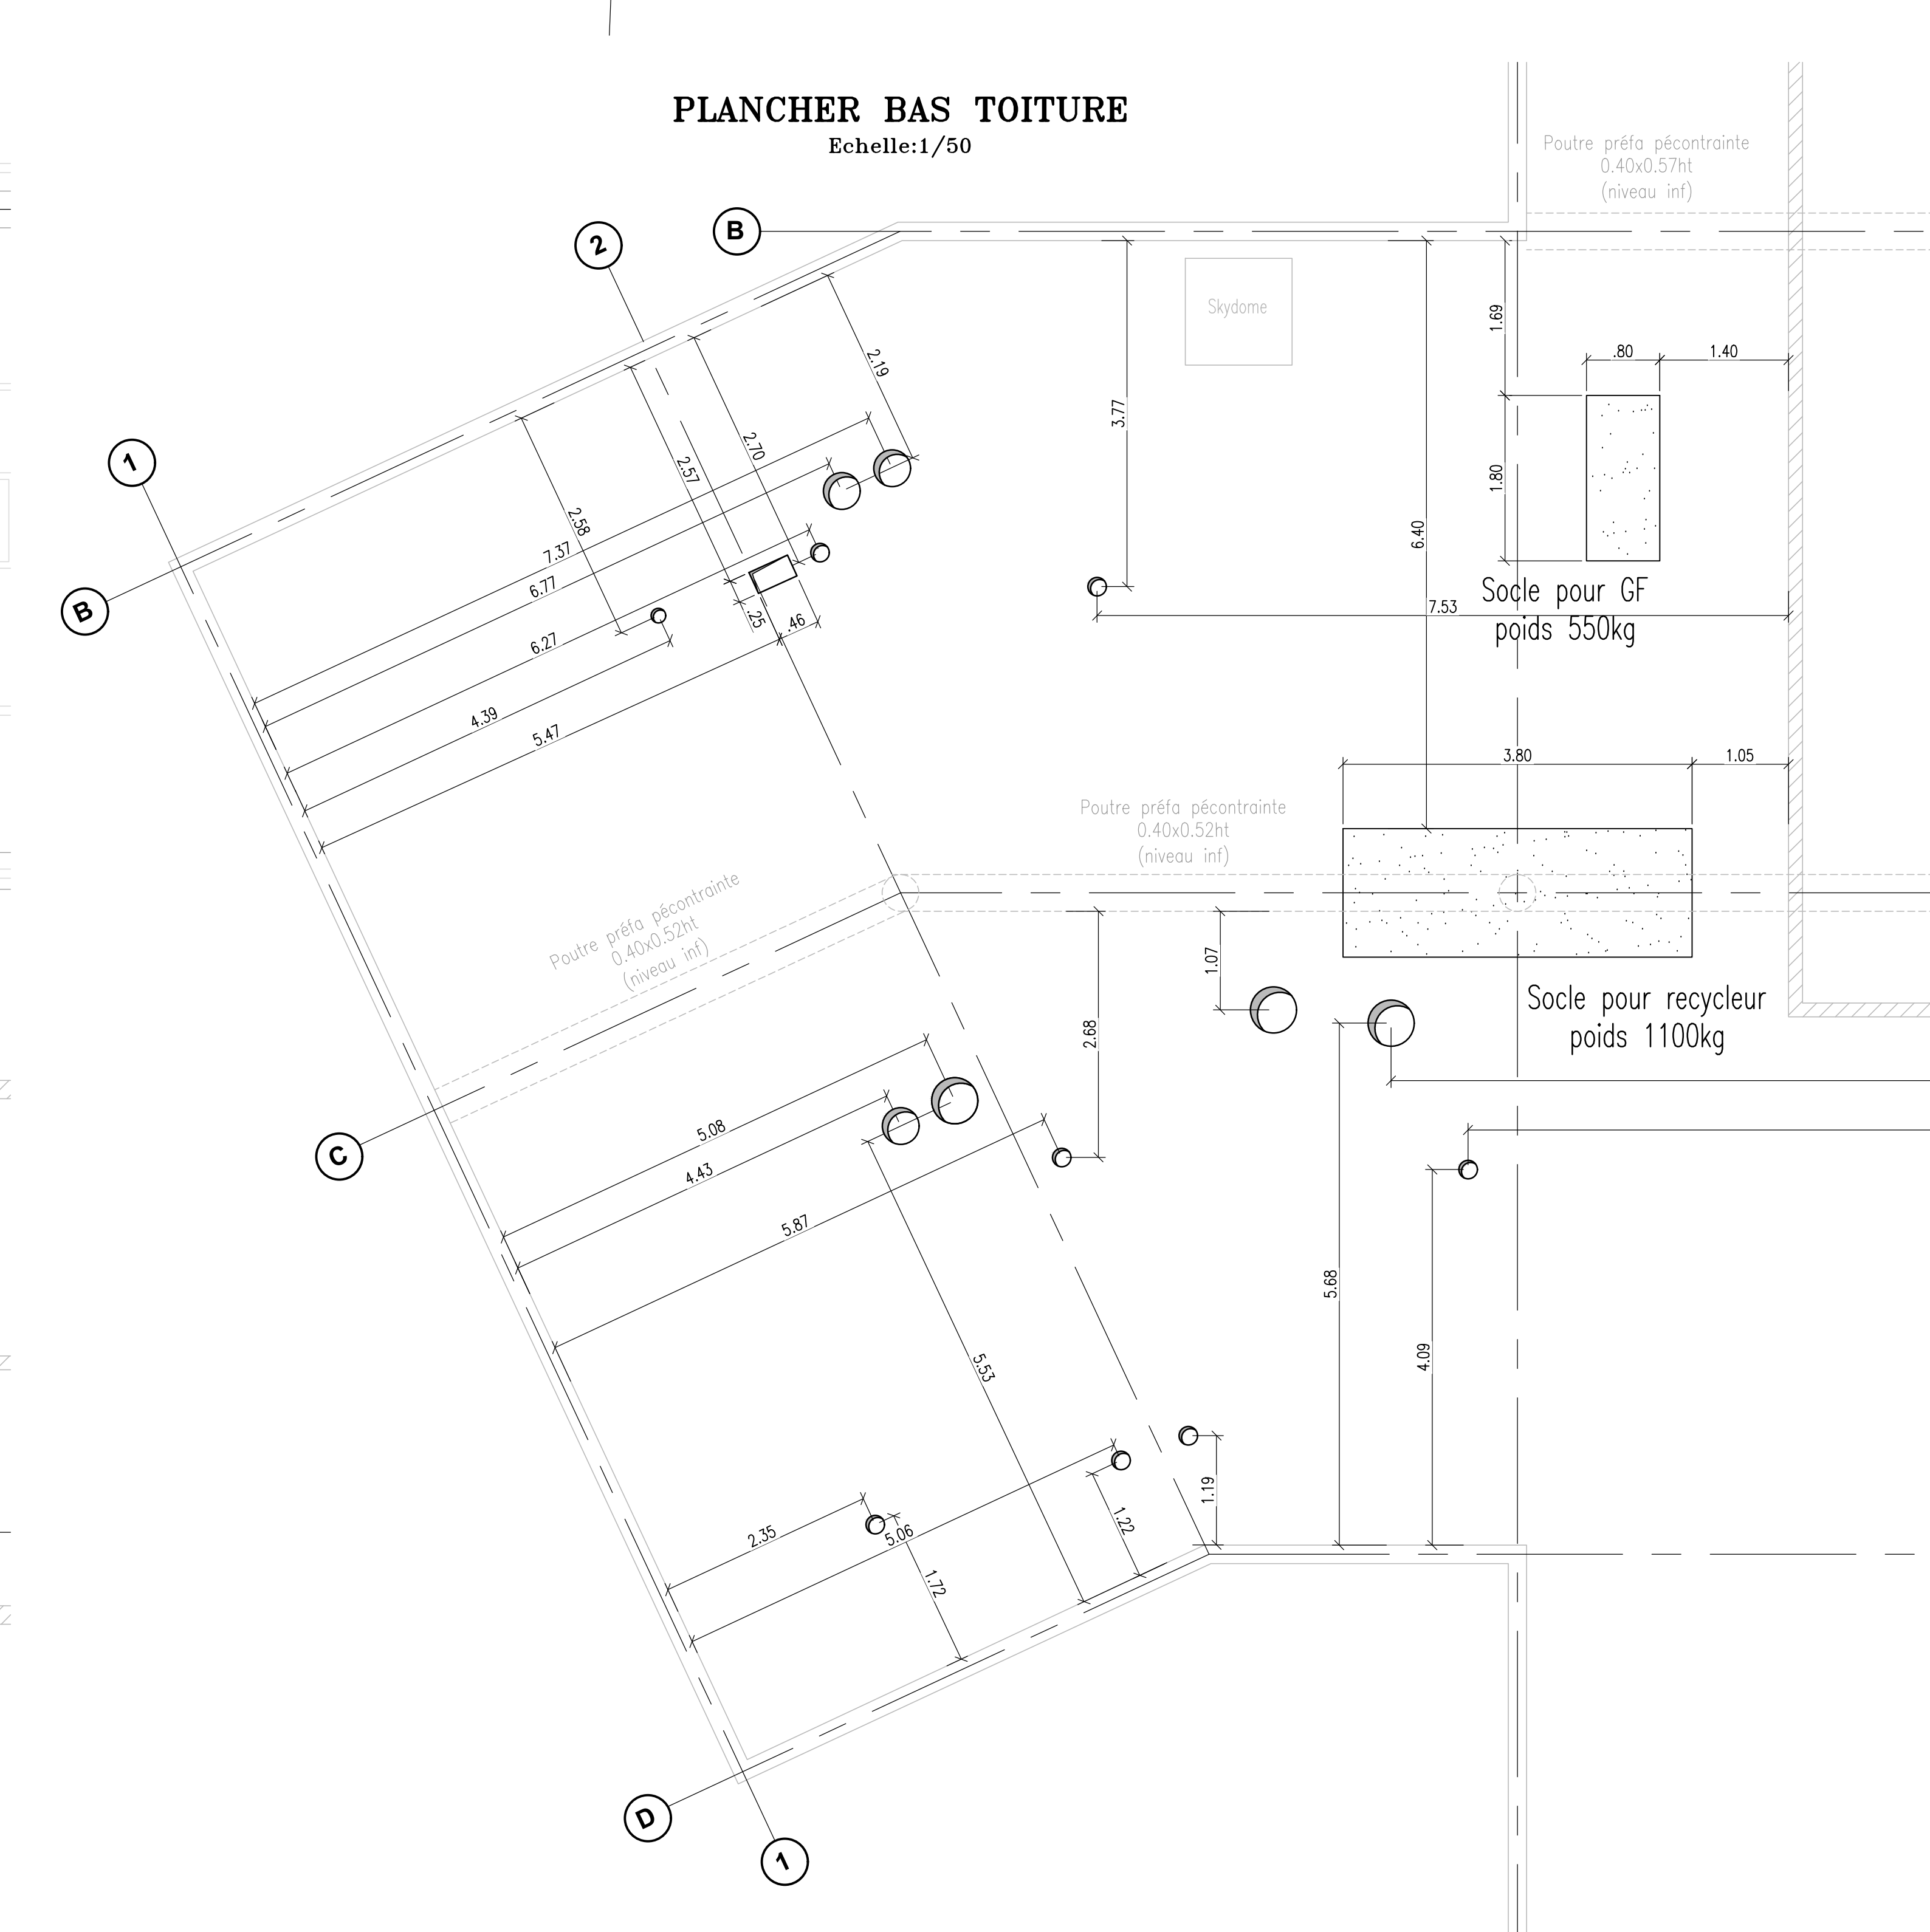 PLANCHER BAS TOITURE
Echelle:1/50
Poutre préfa pécontrainte
0.40x0.57ht
(niveau inf)
2
B
1
B
Skydome
2.19
2.70
2.57
2.58
7.37
6.77
6.27
4.39
5.47
.25
.46
3.77
6.40
1.69
.80
1.40
1.80
Socle pour GF
poids 550kg
7.53
3.80
1.05
Poutre préfa pécontrainte
0.40x0.52ht
(niveau inf)
Poutre préfa pécontrainte
0.40x0.52ht
(niveau inf)
1.07
2.68
Socle pour recycleur
poids 1100kg
C
5.08
4.43
5.87
5.53
5.68
4.09
1.19
1.22
2.35
5.06
1.72
D
1